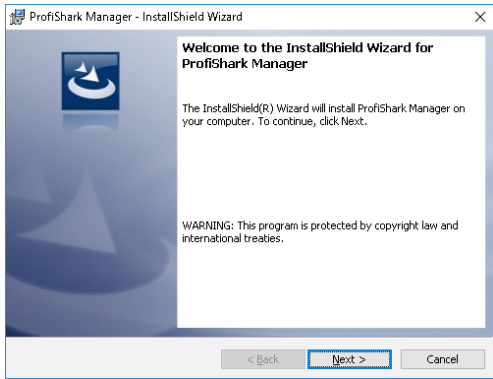 ProfiShark Manager - InstallShield Wizard
Welcome to the InstallShield Wizard for
ProfiShark Manager
The InstallShield(R) Wizard will install ProfiShark Manager on
your computer. To continue, click Next.
WARNING: This program is protected by copyright law and
international treaties.
< Back Next > Cancel